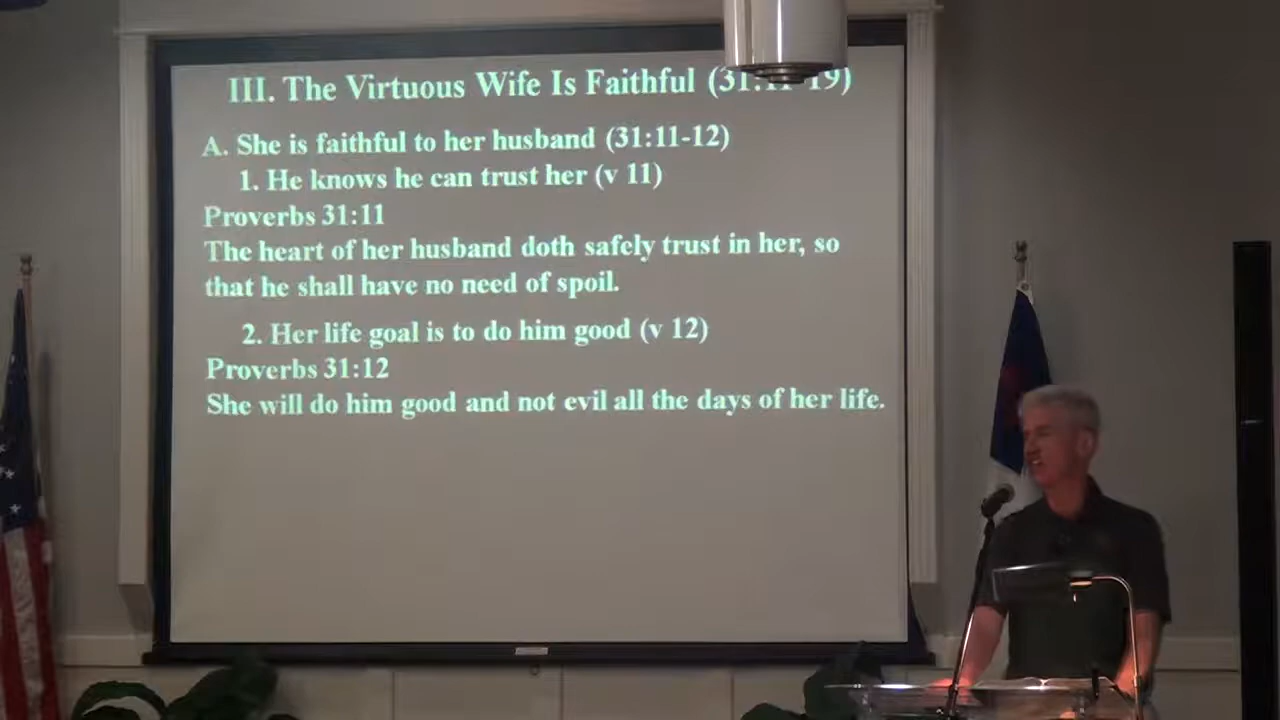 III. The Virtuous Wife Is Faithful (31:11-19)
A. She is faithful to her husband (31:11-12)
1. He knows he can trust her (v 11)
Proverbs 31:11
The heart of her husband doth safely trust in her, so
that he shall have no need of spoil.
2. Her life goal is to do him good (v 12)
Proverbs 31:12
She will do him good and not evil all the days of her life.